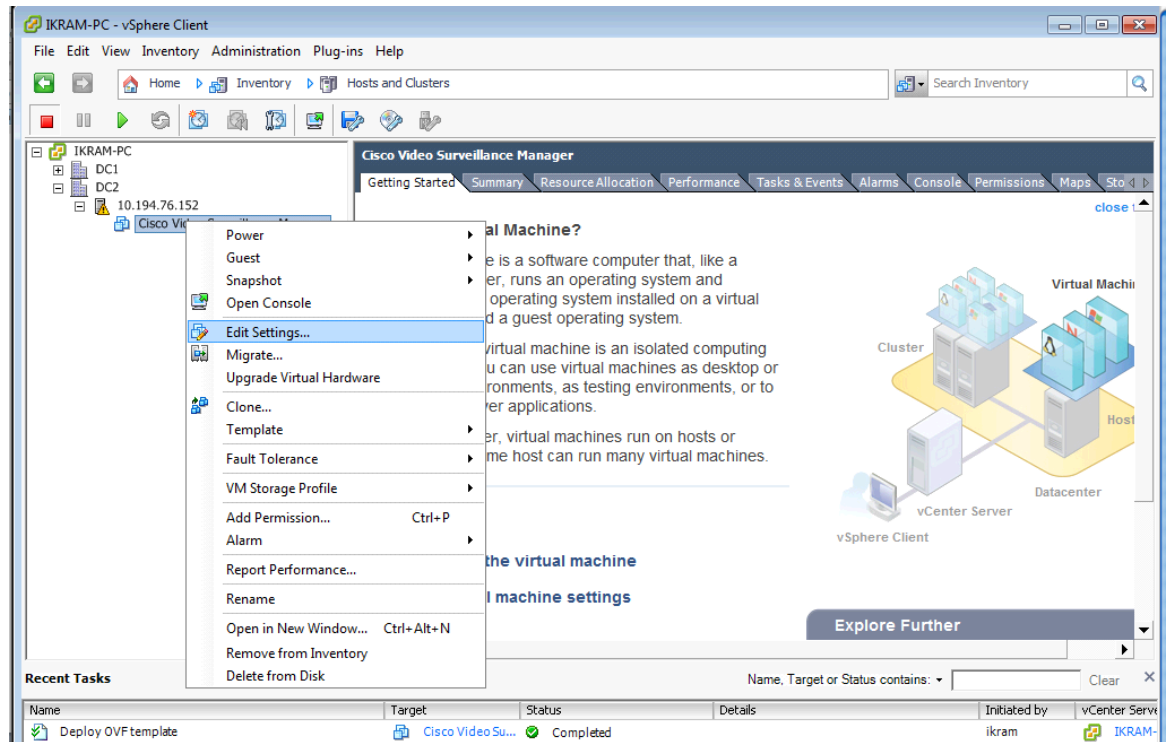 IKRAM-PC - vSphere Client
File Edit View Inventory Administration Plug-ins Help
Home Inventory Hosts and Clusters
Search Inventory
IKRAM-PC
DC1
DC2
10.194.76.152
Cisco Vid
Cisco Video Surveillance Manager
Getting Started Summary Resource Allocation Performance Tasks & Events Alarms Console Permissions Maps Sto
close
Power
Guest
Snapshot
Open Console
Edit Settings...
Migrate...
Upgrade Virtual Hardware
Clone...
Template
Fault Tolerance
VM Storage Profile
Add Permission... Ctrl+P
Alarm
Report Performance...
Rename
Open in New Window... Ctrl+Alt+N
Remove from Inventory
Delete from Disk
al Machine?
e is a software computer that, like a
er, runs an operating system and
operating system installed on a virtual
d a guest operating system.
virtual machine is an isolated computing
u can use virtual machines as desktop or
ronments, as testing environments, or to
er applications.
er, virtual machines run on hosts or
me host can run many virtual machines.
the virtual machine
l machine settings
Virtual Machin
Cluster
Host
Datacenter
vCenter Server
vSphere Client
Explore Further
Recent Tasks
Name, Target or Status contains:
Clear
Name Target Status Details Initiated by vCenter Serve
Deploy OVF template Cisco Video Su... Completed ikram IKRAM-